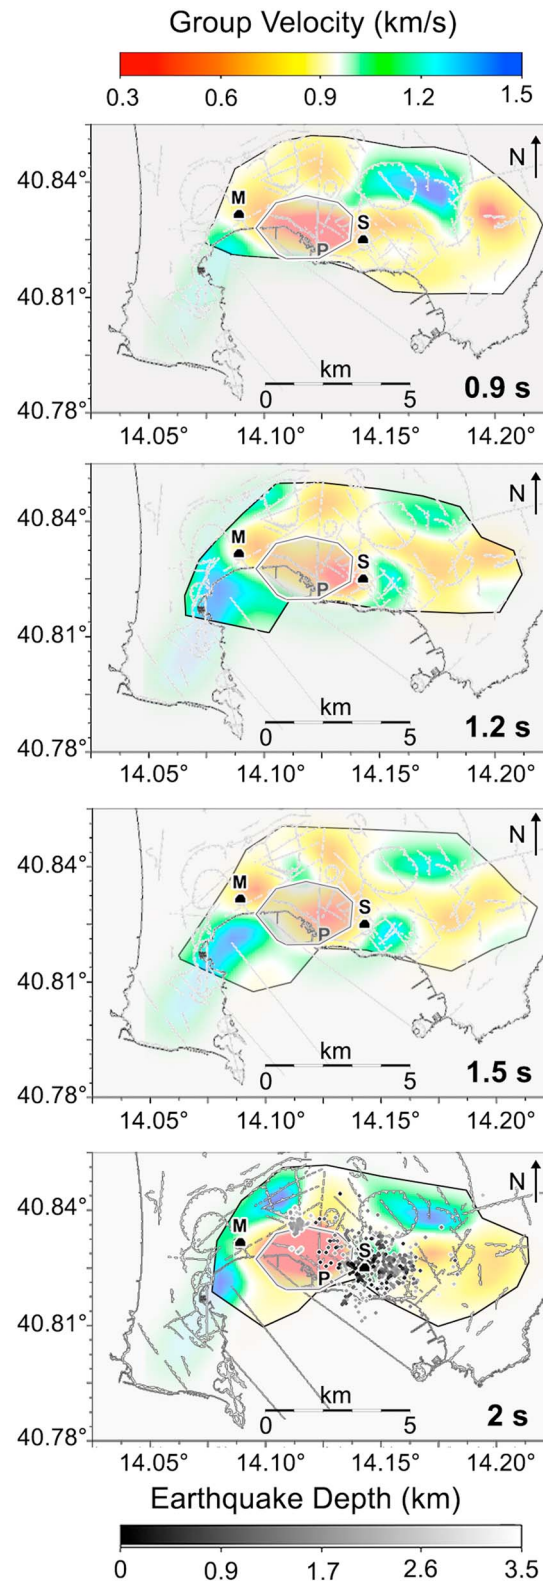 Group Velocity (km/s)
0.3 0.6 0.9 1.2 1.5
40.84°
N
M
S
P
40.81°
km
0 5
0.9 s
40.78°
14.05° 14.10° 14.15° 14.20°
40.84°
N
M
S
P
40.81°
km
0 5
1.2 s
40.78°
14.05° 14.10° 14.15° 14.20°
40.84°
N
M
S
P
40.81°
km
0 5
1.5 s
40.78°
14.05° 14.10° 14.15° 14.20°
40.84°
N
M
S
P
40.81°
km
0 5
2 s
40.78°
14.05° 14.10° 14.15° 14.20°
Earthquake Depth (km)
0 0.9 1.7 2.6 3.5